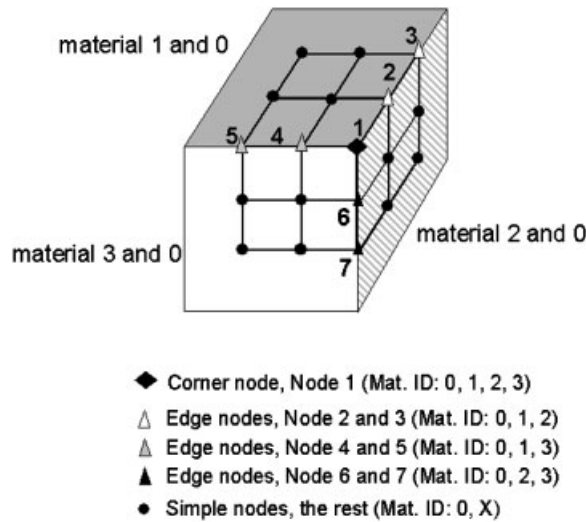 material 1 and 0
3
2
1
5 4
6
material 3 and 0
material 2 and 0
7
Corner node, Node 1 (Mat. ID: 0, 1, 2, 3)
Edge nodes, Node 2 and 3 (Mat. ID: 0, 1, 2)
Edge nodes, Node 4 and 5 (Mat. ID: 0, 1, 3)
Edge nodes, Node 6 and 7 (Mat. ID: 0, 2, 3)
Simple nodes, the rest (Mat. ID: 0, X)